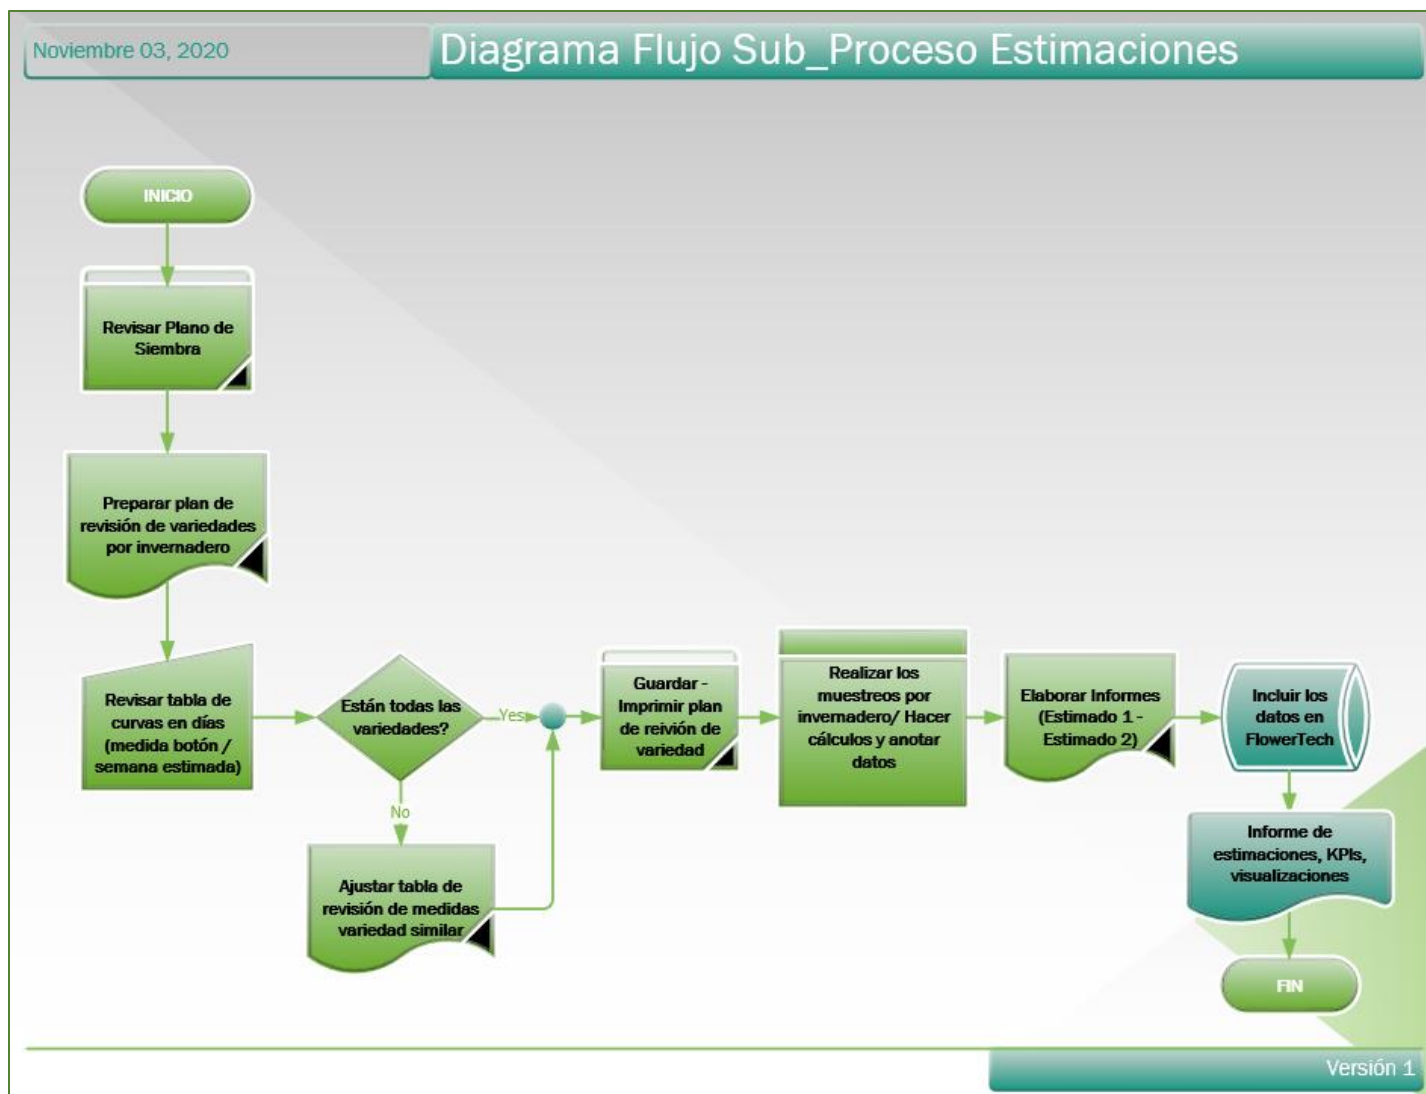 Noviembre 03, 2020
Diagrama Flujo Sub_Proceso Estimaciones
INICIO
Revisar Plano de
Siembra
Preparar plan de
revisión de variedades
por invernadero
Revisar tabla de
curvas en días
(medida botón /
semana estimada)
Están todas las
variedades?
Yes
No
Ajustar tabla de
revisión de medidas
variedad similar
Guardar -
Imprimir plan
de reivión de
variedad
Realizar los
muestreos por
invernadero/ Hacer
cálculos y anotar
datos
Elaborar Informes
(Estimado 1 -
Estimado 2)
Incluir los
datos en
FlowerTech
Informe de
estimaciones, KPIs,
visualizaciones
FIN
Versión 1